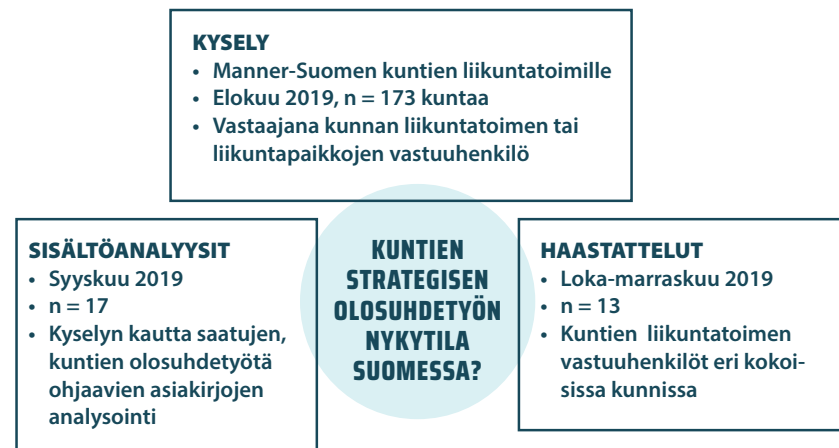 KYSELY
• Manner-Suomen kuntien liikuntatoimille
• Elokuu 2019, n = 173 kuntaa
• Vastaajana kunnan liikuntatoimen tai
liikuntapaikkojen vastuuhenkilö
SISÄLTÖANALYYSIT
• Syyskuu 2019
• n = 17
• Kyselyn kautta saatujen,
kuntien olosuhdetyötä
ohjaavien asiakirjojen
analysointi
KUNTIEN
STRATEGISEN
OLOSUHDETYÖN
NYKYTILA
SUOMESSA?
HAASTATTELUT
• Loka-marraskuu 2019
• n = 13
• Kuntien liikuntatoimen
vastuuhenkilöt eri kokoi-
sissa kunnissa